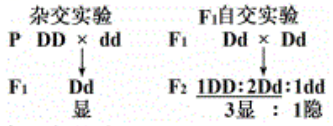 杂交实验 F₁自交实验
P DD × dd F₁ Dd × Dd
F₁ Dd F₂ 1DD:2Dd:1dd
显 3显 : 1隐